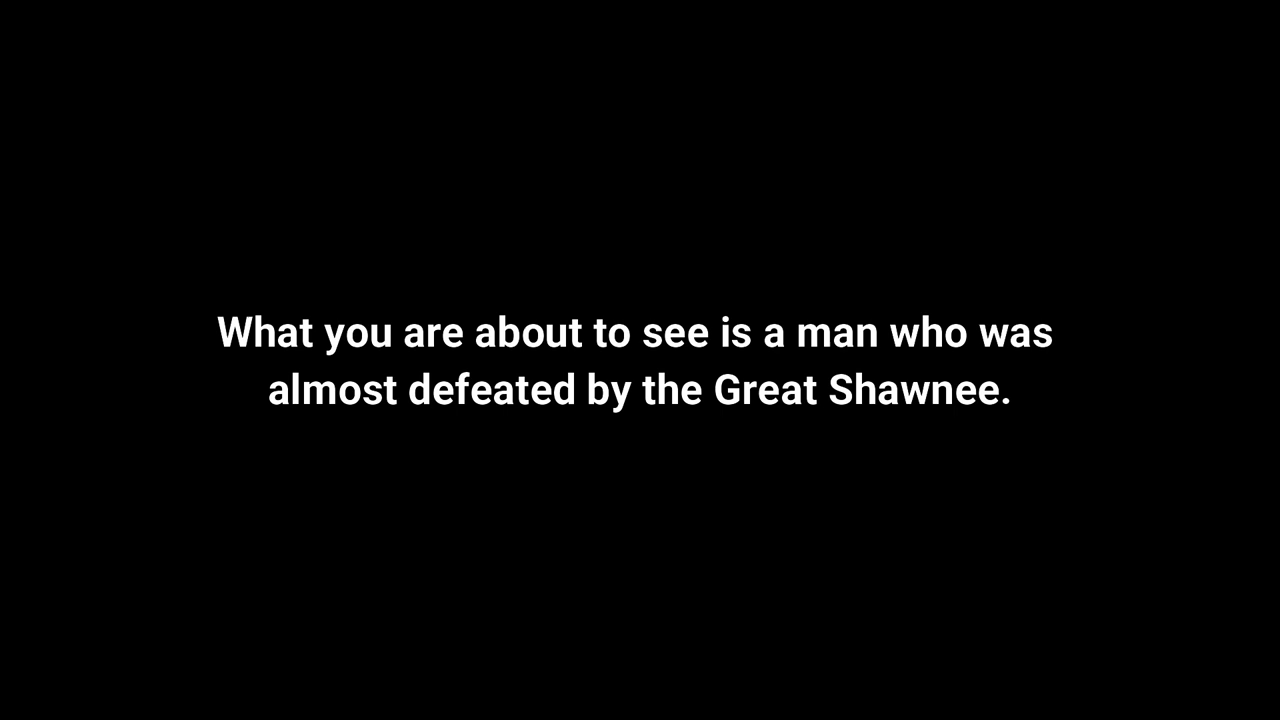 What you are about to see is a man who was
almost defeated by the Great Shawnee.